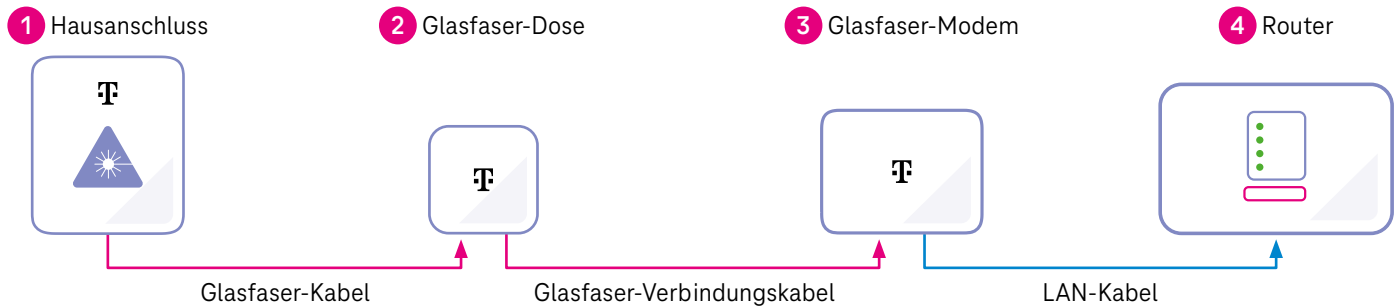 1 Hausanschluss
2 Glasfaser-Dose
3 Glasfaser-Modem
4 Router
T
T
T
Glasfaser-Kabel
Glasfaser-Verbindungskabel
LAN-Kabel